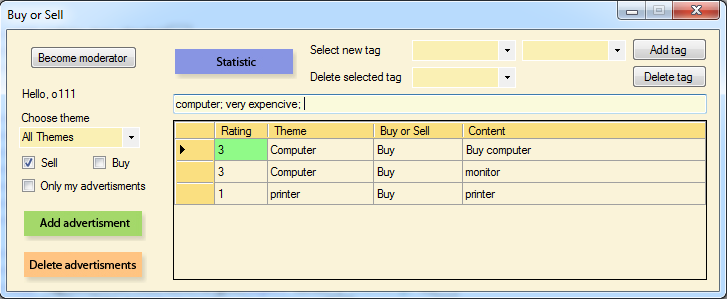 Buy or Sell
Become moderator
Statistic
Select new tag
Add tag
Delete selected tag
Delete tag
Hello, o111
computer; very expencive;
Choose theme
All Themes
Sell
Buy
Only my advertisments
Add advertisment
Delete advertisments
Rating Theme Buy or Sell Content
3 Computer Buy Buy computer
3 Computer Buy monitor
1 printer Buy printer